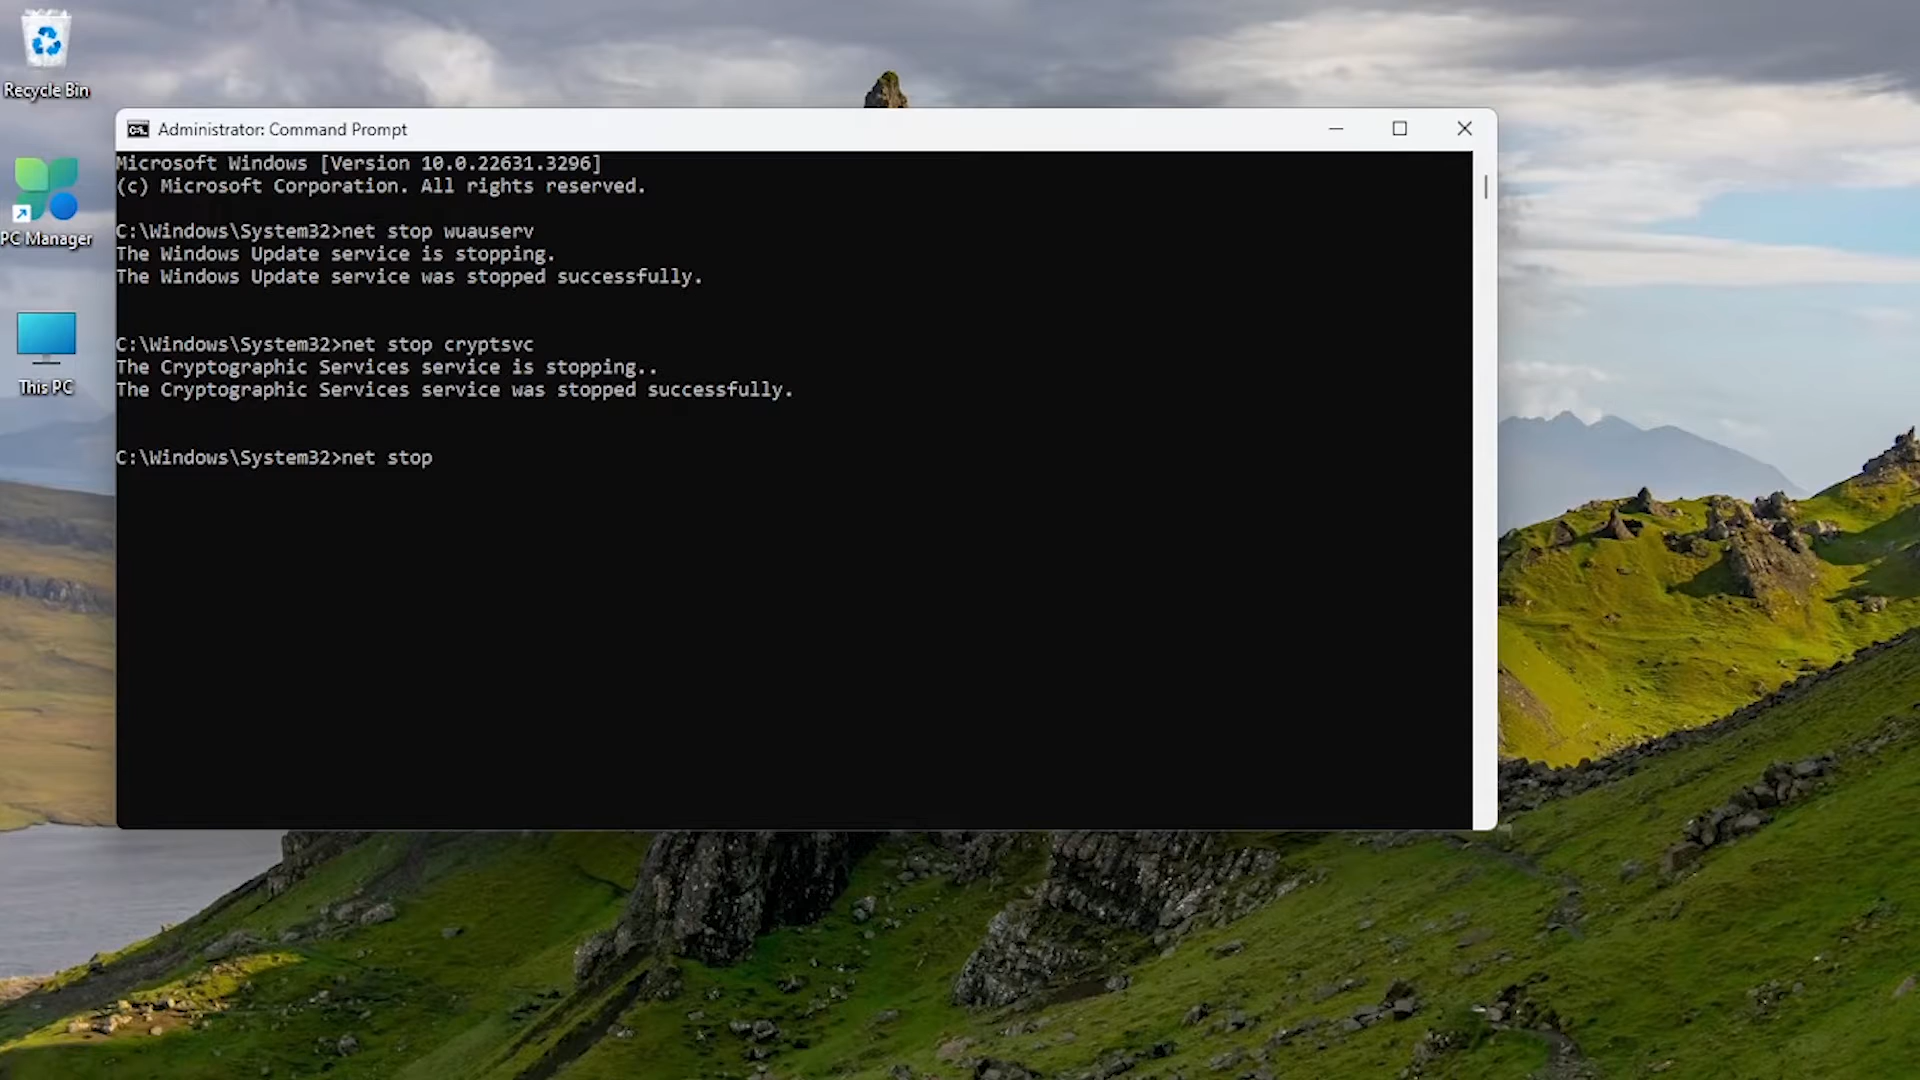 Recycle Bin
PC Manager
This PC
Administrator: Command Prompt
Microsoft Windows [Version 10.0.22631.3296]
(c) Microsoft Corporation. All rights reserved.
C:\Windows\System32>net stop wuauserv
The Windows Update service is stopping.
The Windows Update service was stopped successfully.
C:\Windows\System32>net stop cryptsvc
The Cryptographic Services service is stopping..
The Cryptographic Services service was stopped successfully.
C:\Windows\System32>net stop